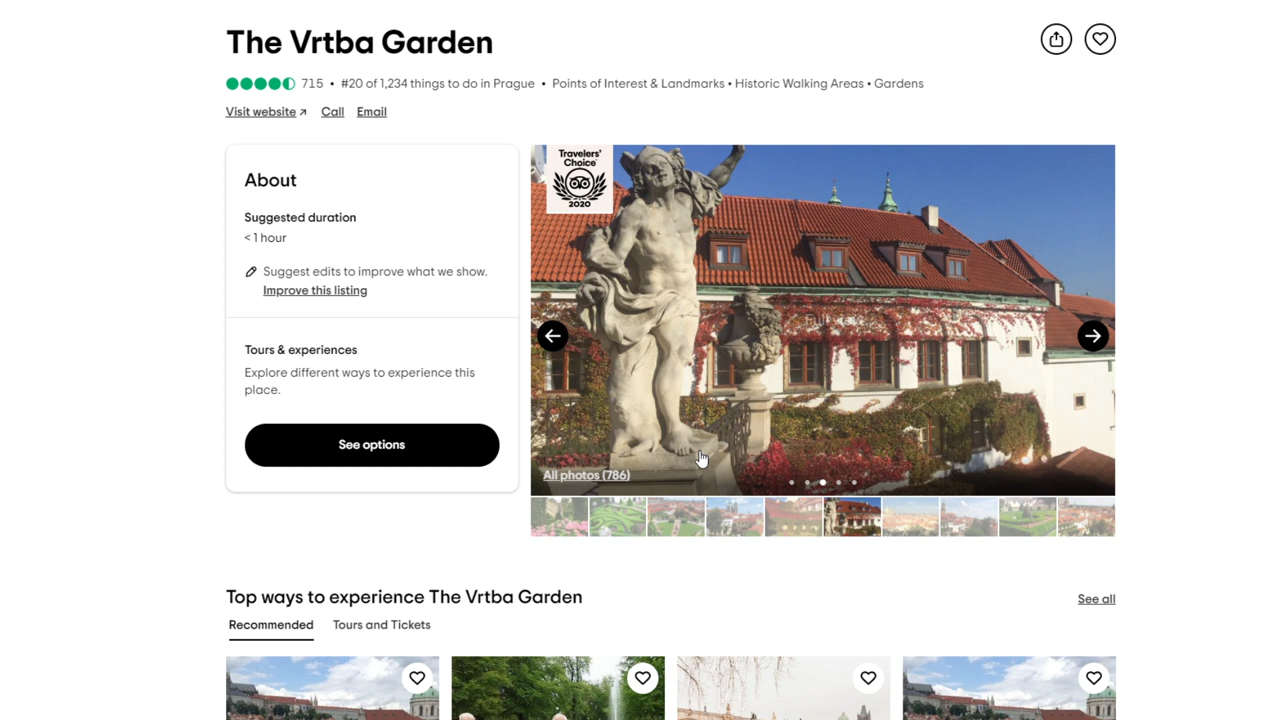 The Vrtba Garden
715 • #20 of 1,234 things to do in Prague • Points of Interest & Landmarks • Historic Walking Areas • Gardens
Visit website ↗ Call Email
About
Suggested duration
< 1 hour
Suggest edits to improve what we show.
Improve this listing
Tours & experiences
Explore different ways to experience this
place.
See options
Travelers'
Choice
2020
Full view
All photos (786)
Top ways to experience The Vrtba Garden
See all
Recommended Tours and Tickets